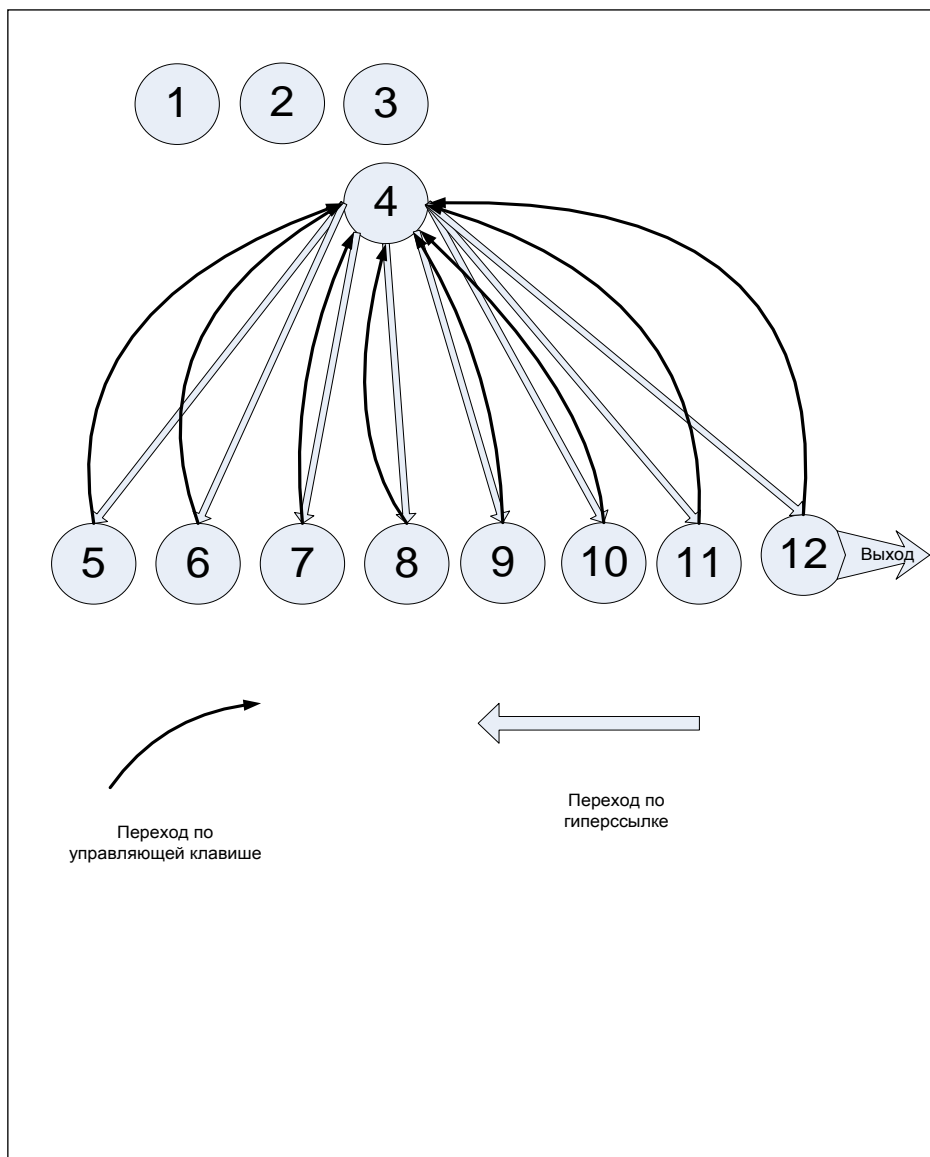 1 2 3
4
5 6 7 8 9 10 11 12 Выход
Переход по
гиперссылке
Переход по
управляющей клавише